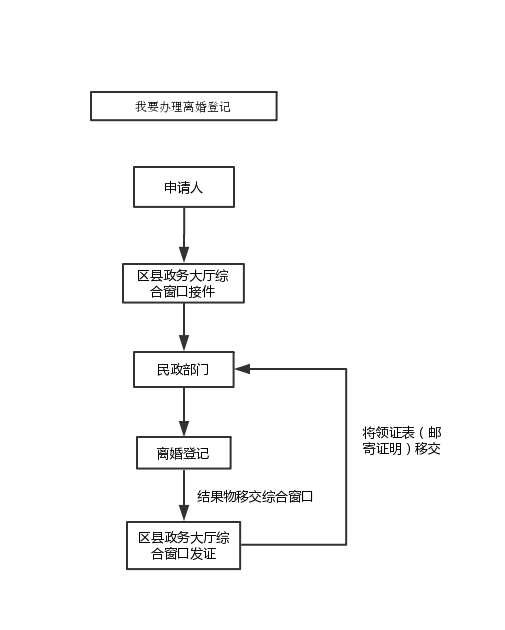 我要办理离婚登记
申请人
区县政务大厅综
合窗口接件
民政部门
将领证表（邮
寄证明）移交
离婚登记
结果物移交综合窗口
区县政务大厅综
合窗口发证